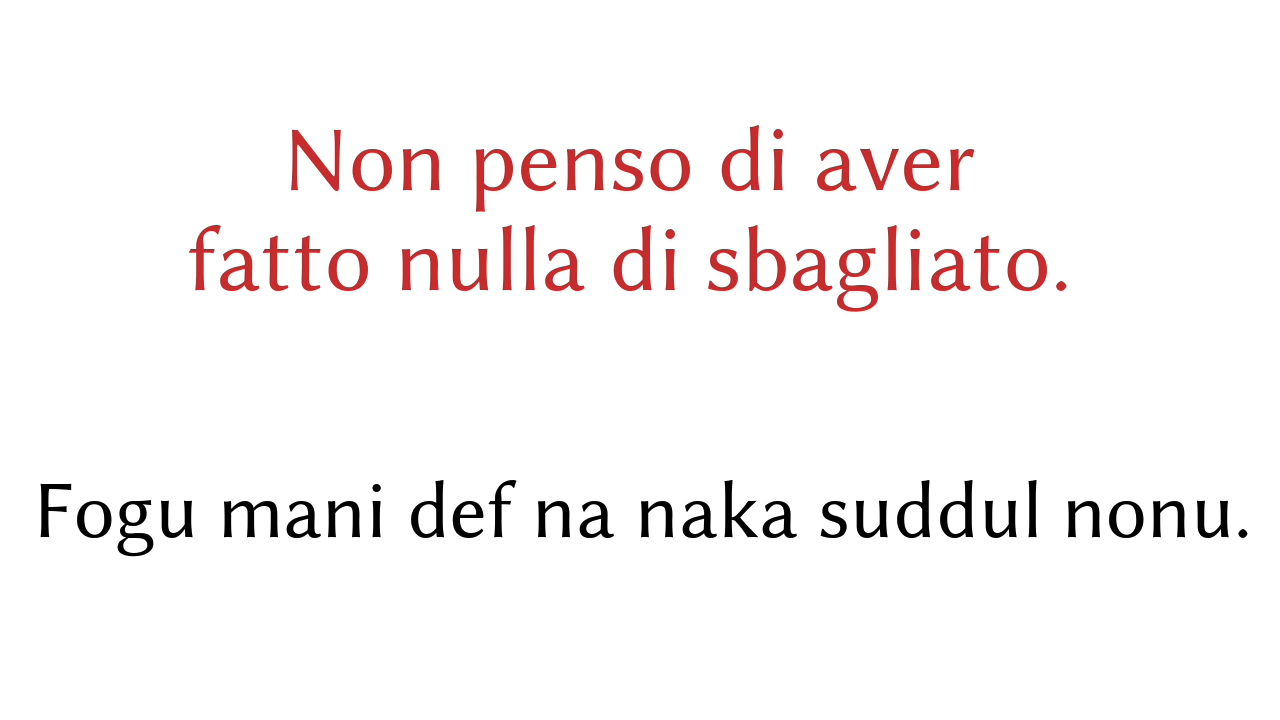 Non penso di aver
fatto nulla di sbagliato.
Fogu mani def na naka suddul nonu.